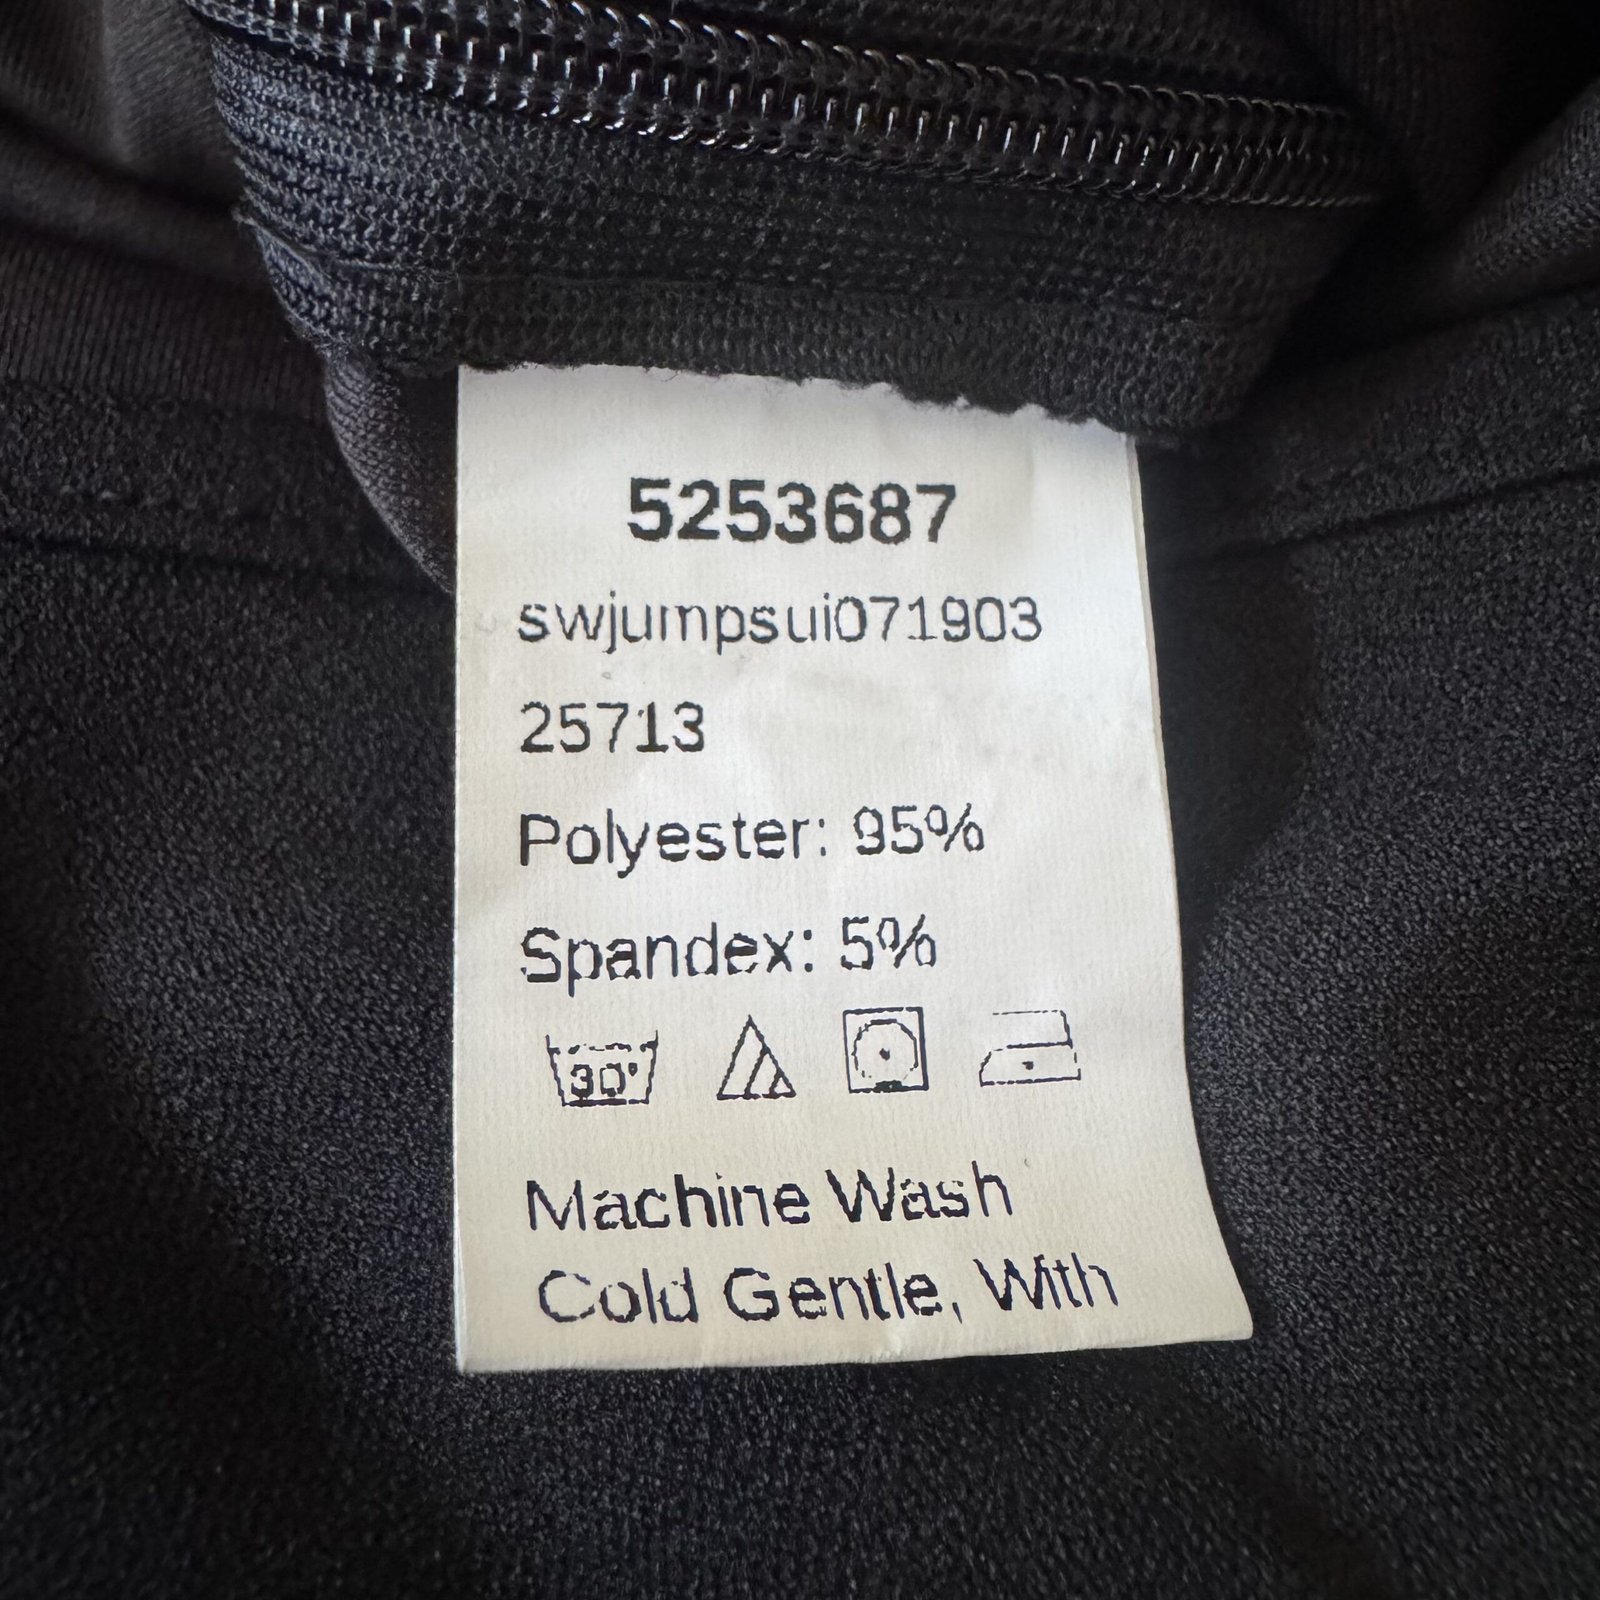 5253687
swjumpsui071903
25713
Polyester: 95%
Spandex: 5%
30°
Machine Wash
Cold Gentle, With